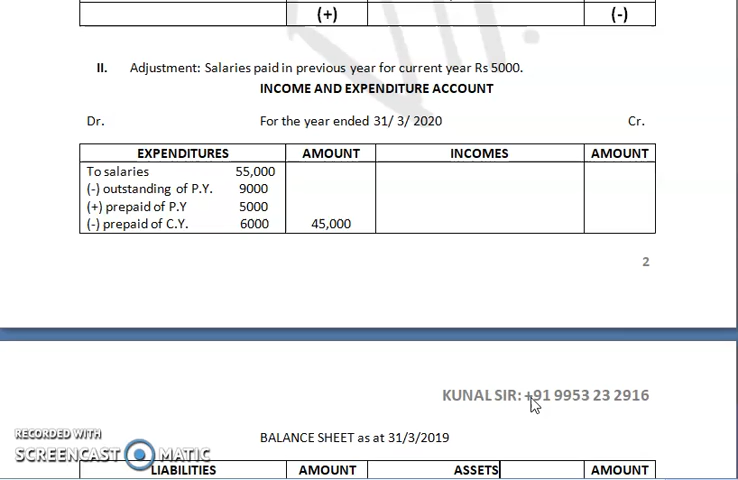 (+) (-)
II. Adjustment: Salaries paid in previous year for current year Rs 5000.
INCOME AND EXPENDITURE ACCOUNT
Dr. For the year ended 31/ 3/ 2020 Cr.
EXPENDITURES AMOUNT INCOMES AMOUNT
To salaries 55,000
(-) outstanding of P.Y. 9000
(+) prepaid of P.Y 5000
(-) prepaid of C.Y. 6000 45,000
2
KUNAL SIR: +91 9953 23 2916
RECORDED WITH
SCREENCAST MATIC
BALANCE SHEET as at 31/3/2019
LIABILITIES AMOUNT ASSETS AMOUNT